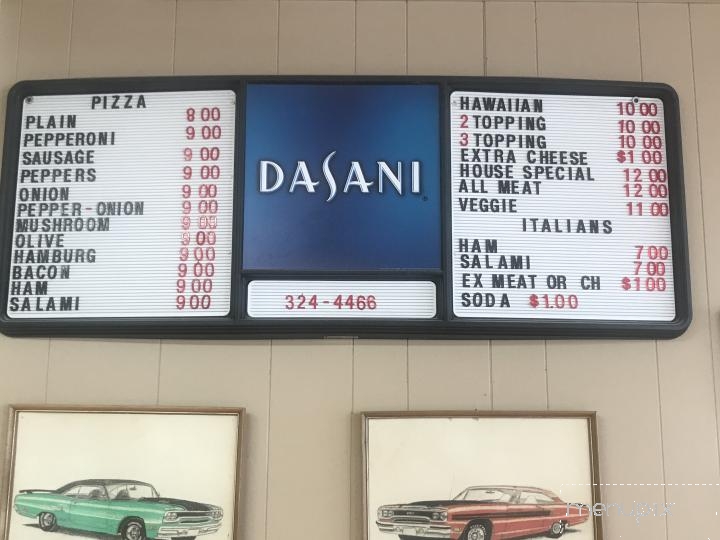 PIZZA
PLAIN 8 00
PEPPERONI 9 00
SAUSAGE 9 00
PEPPERS 9 00
ONION 9 00
PEPPER-ONION 9 00
MUSHROOM 9 00
OLIVE 9 00
HAMBURG 9 00
BACON 9 00
HAM 9 00
SALAMI 9 00
DASANI
324-4466
HAWAIIAN 10 00
2 TOPPING 10 00
3 TOPPING 10 00
EXTRA CHEESE $1 00
HOUSE SPECIAL 12 00
ALL MEAT 12 00
VEGGIE 11 00
ITALIANS
HAM 7 00
SALAMI 7 00
EX MEAT OR CH $1 00
SODA $1.00